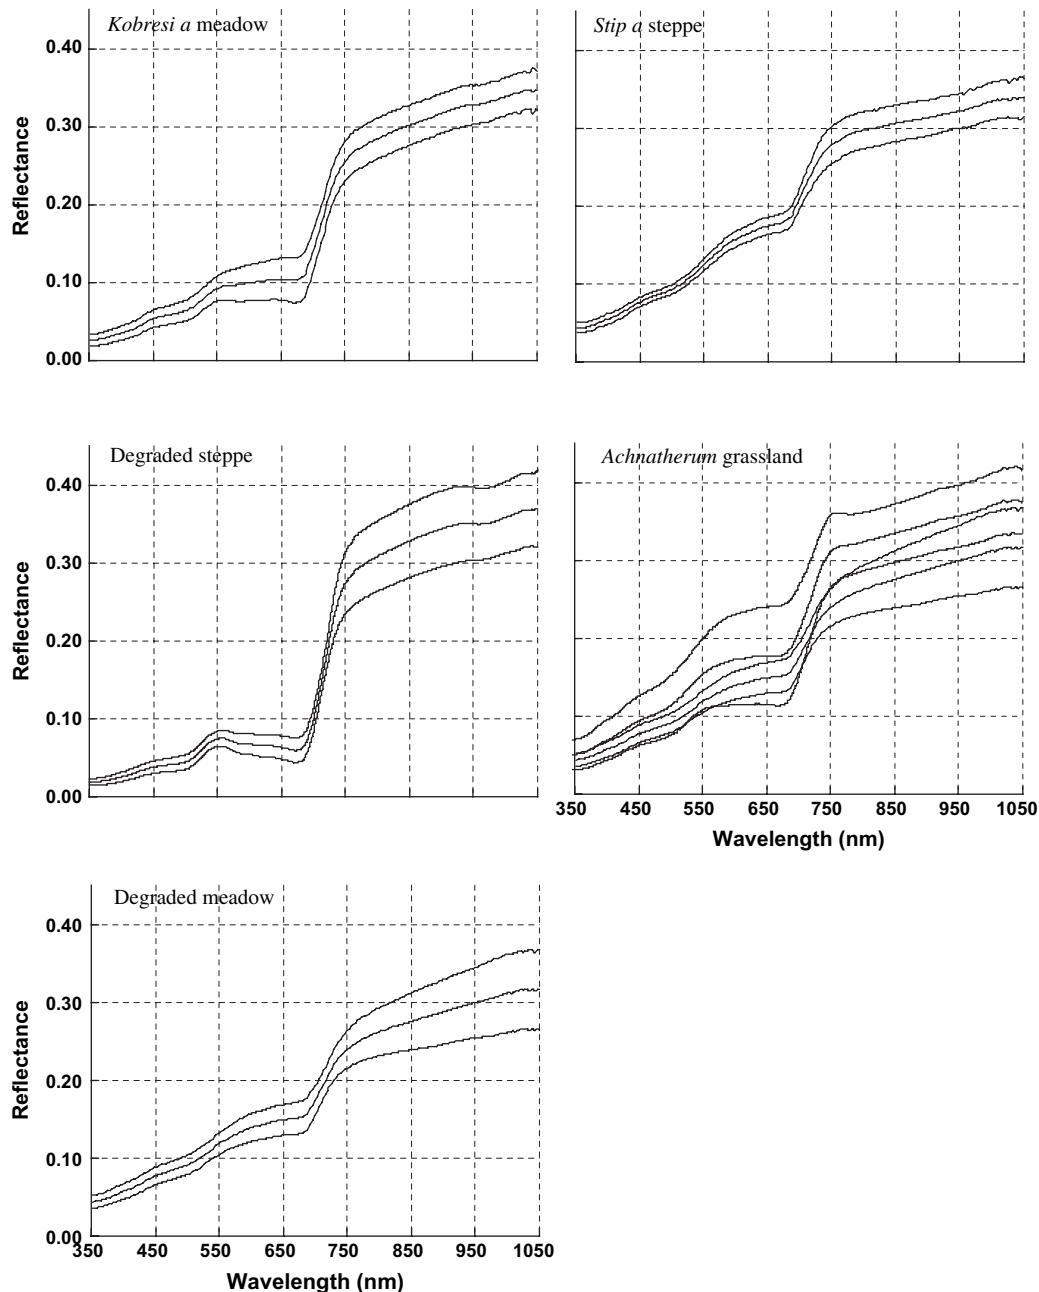 Kobresi a meadow
Stip a steppe
0.40
0.30
0.20
0.10
0.00
Reflectance
Degraded steppe
Achnatherum grassland
0.40
0.30
0.20
0.10
0.00
Reflectance
350 450 550 650 750 850 950 1050
Wavelength (nm)
Degraded meadow
0.40
0.30
0.20
0.10
0.00
Reflectance
350 450 550 650 750 850 950 1050
Wavelength (nm)